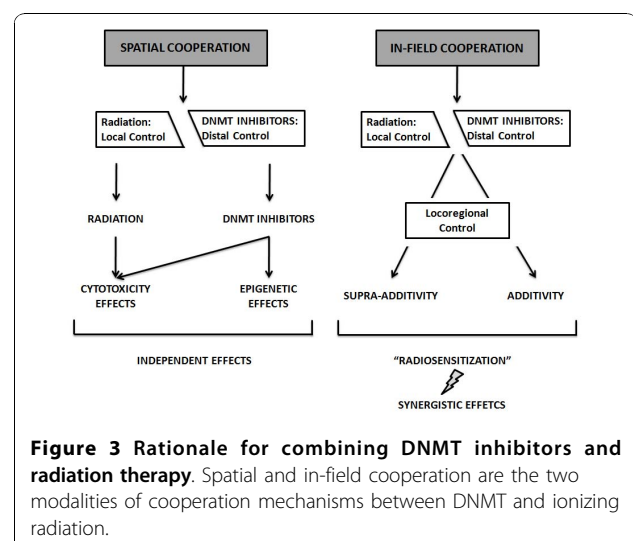 SPATIAL COOPERATION
IN-FIELD COOPERATION
Radiation:
Local Control
DNMT INHIBITORS:
Distal Control
Radiation:
Local Control
DNMT INHIBITORS:
Distal Control
RADIATION
DNMT INHIBITORS
Locoregional
Control
CYTOTOXICITY
EFFECTS
EPIGENETIC
EFFECTS
SUPRA-ADDITIVITY
ADDITIVITY
INDEPENDENT EFFECTS
“RADIOSENSITIZATION”
SYNERGISTIC EFFETCS
Figure 3 Rationale for combining DNMT inhibitors and
radiation therapy. Spatial and in-field cooperation are the two
modalities of cooperation mechanisms between DNMT and ionizing
radiation.